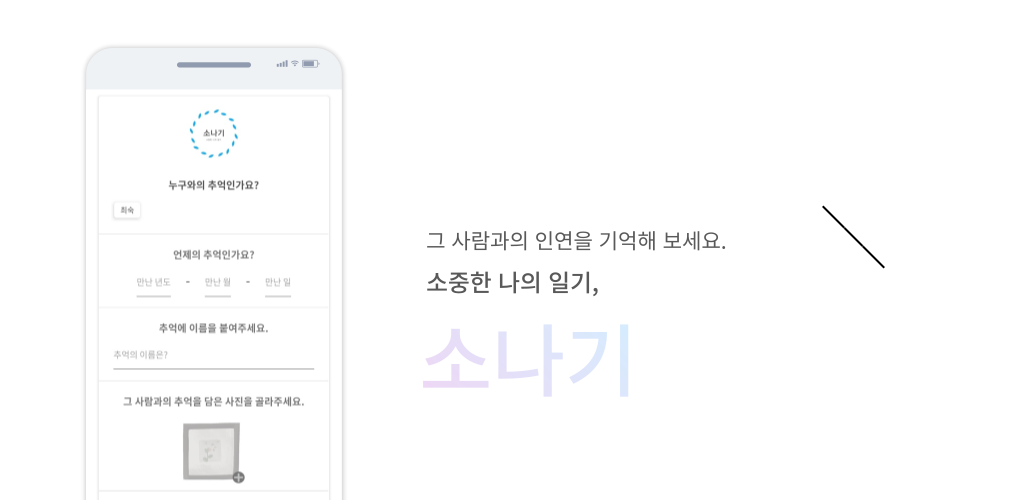 소나기
누구와의 추억인가요?
최숙
언제의 추억인가요?
만난 년도 - 만난 월 - 만난 일
추억에 이름을 붙여주세요.
추억의 이름은?
그 사람과의 추억을 담은 사진을 골라주세요.
그 사람과의 인연을 기억해 보세요.
소중한 나의 일기,
소나기